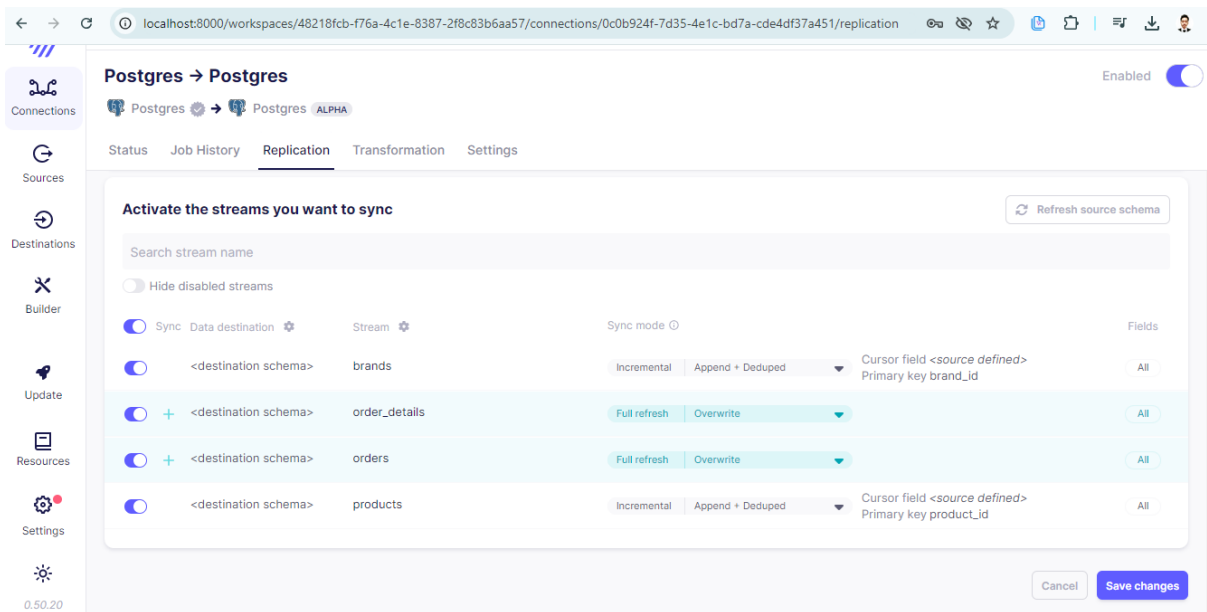 localhost:8000/workspaces/48218fcb-f76a-4c1e-8387-2f8c83b6aa57/connections/0c0b924f-7d35-4e1c-bd7a-cde4df37a451/replication
Connections
Sources
Destinations
Builder
Update
Resources
Settings
0.50.20
Postgres → Postgres
Enabled
Postgres → Postgres ALPHA
Status Job History Replication Transformation Settings
Activate the streams you want to sync
Refresh source schema
Search stream name
Hide disabled streams
Sync Data destination Stream Sync mode Fields
<destination schema> brands Incremental Append + Deduped Cursor field <source defined> All
Primary key brand_id
<destination schema> order_details Full refresh Overwrite All
<destination schema> orders Full refresh Overwrite All
<destination schema> products Incremental Append + Deduped Cursor field <source defined> All
Primary key product_id
Cancel Save changes